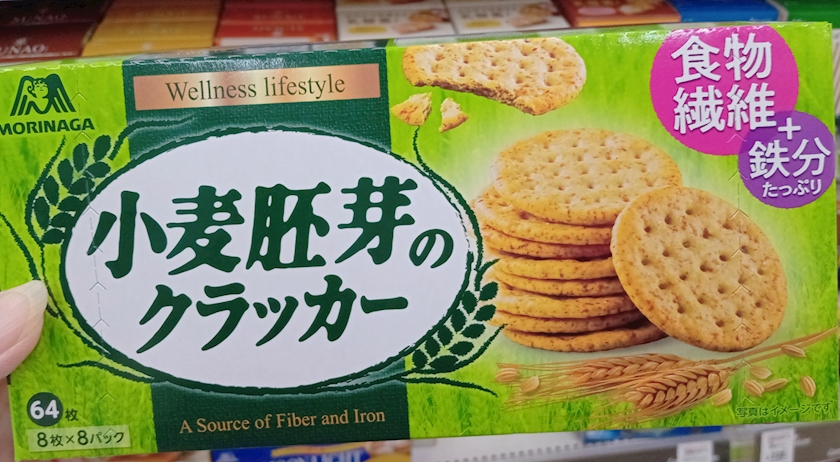 MORINAGA
Wellness lifestyle
小麦胚芽の
クラッカー
食物
繊維
+
鉄分
たっぷり
64枚
8枚×8パック
A Source of Fiber and Iron
写真はイメージです